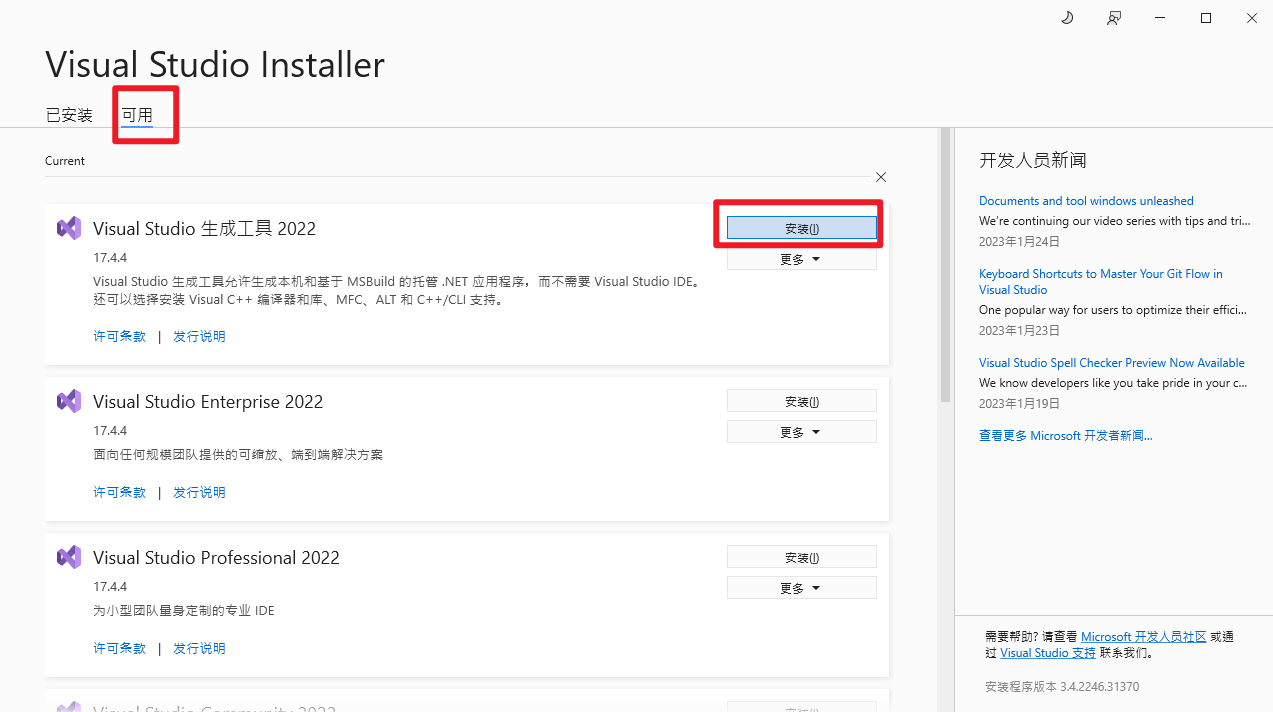 Visual Studio Installer
已安装
可用
Current
Visual Studio 生成工具 2022
安装(I)
17.4.4
更多
Visual Studio 生成工具允许生成本机和基于 MSBuild 的托管 .NET 应用程序，而不需要 Visual Studio IDE。
还可以选择安装 Visual C++ 编译器和库、MFC、ALT 和 C++/CLI 支持。
许可条款 | 发行说明
Visual Studio Enterprise 2022
安装(I)
17.4.4
更多
面向任何规模团队提供的可缩放、端到端解决方案
许可条款 | 发行说明
Visual Studio Professional 2022
安装(I)
17.4.4
更多
为小型团队量身定制的专业 IDE
许可条款 | 发行说明
Visual Studio Community 2022
安装(I)
开发人员新闻
Documents and tool windows unleashed
We're continuing our video series with tips and tri...
2023年1月24日
Keyboard Shortcuts to Master Your Git Flow in
Visual Studio
One popular way for users to optimize their effici...
2023年1月23日
Visual Studio Spell Checker Preview Now Available
We know developers like you take pride in your c...
2023年1月19日
查看更多 Microsoft 开发者新闻...
需要帮助? 请查看 Microsoft 开发人员社区 或通
过 Visual Studio 支持 联系我们。
安装程序版本 3.4.2246.31370